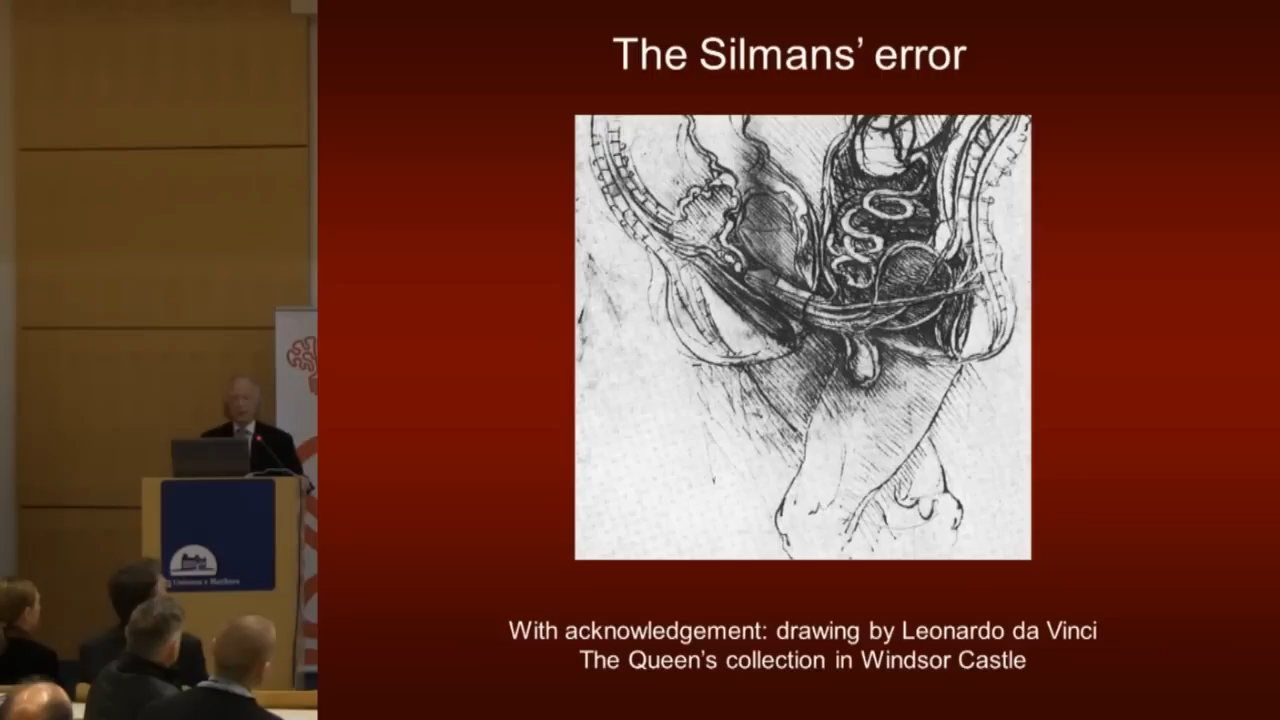 The Silmans’ error
With acknowledgement: drawing by Leonardo da Vinci
The Queen’s collection in Windsor Castle